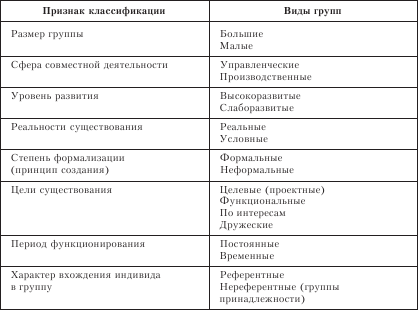 Признак классификации Виды групп
Размер группы Большие
Малые
Сфера совместной деятельности Управленческие
Производственные
Уровень развития Высокоразвитые
Слаборазвитые
Реальности существования Реальные
Условные
Степень формализации Формальные
(принцип создания) Неформальные
Цели существования Целевые (проектные)
Функциональные
По интересам
Дружеские
Период функционирования Постоянные
Временные
Характер вхождения индивида Референтные
в группу Нереферентные (группы
принадлежности)